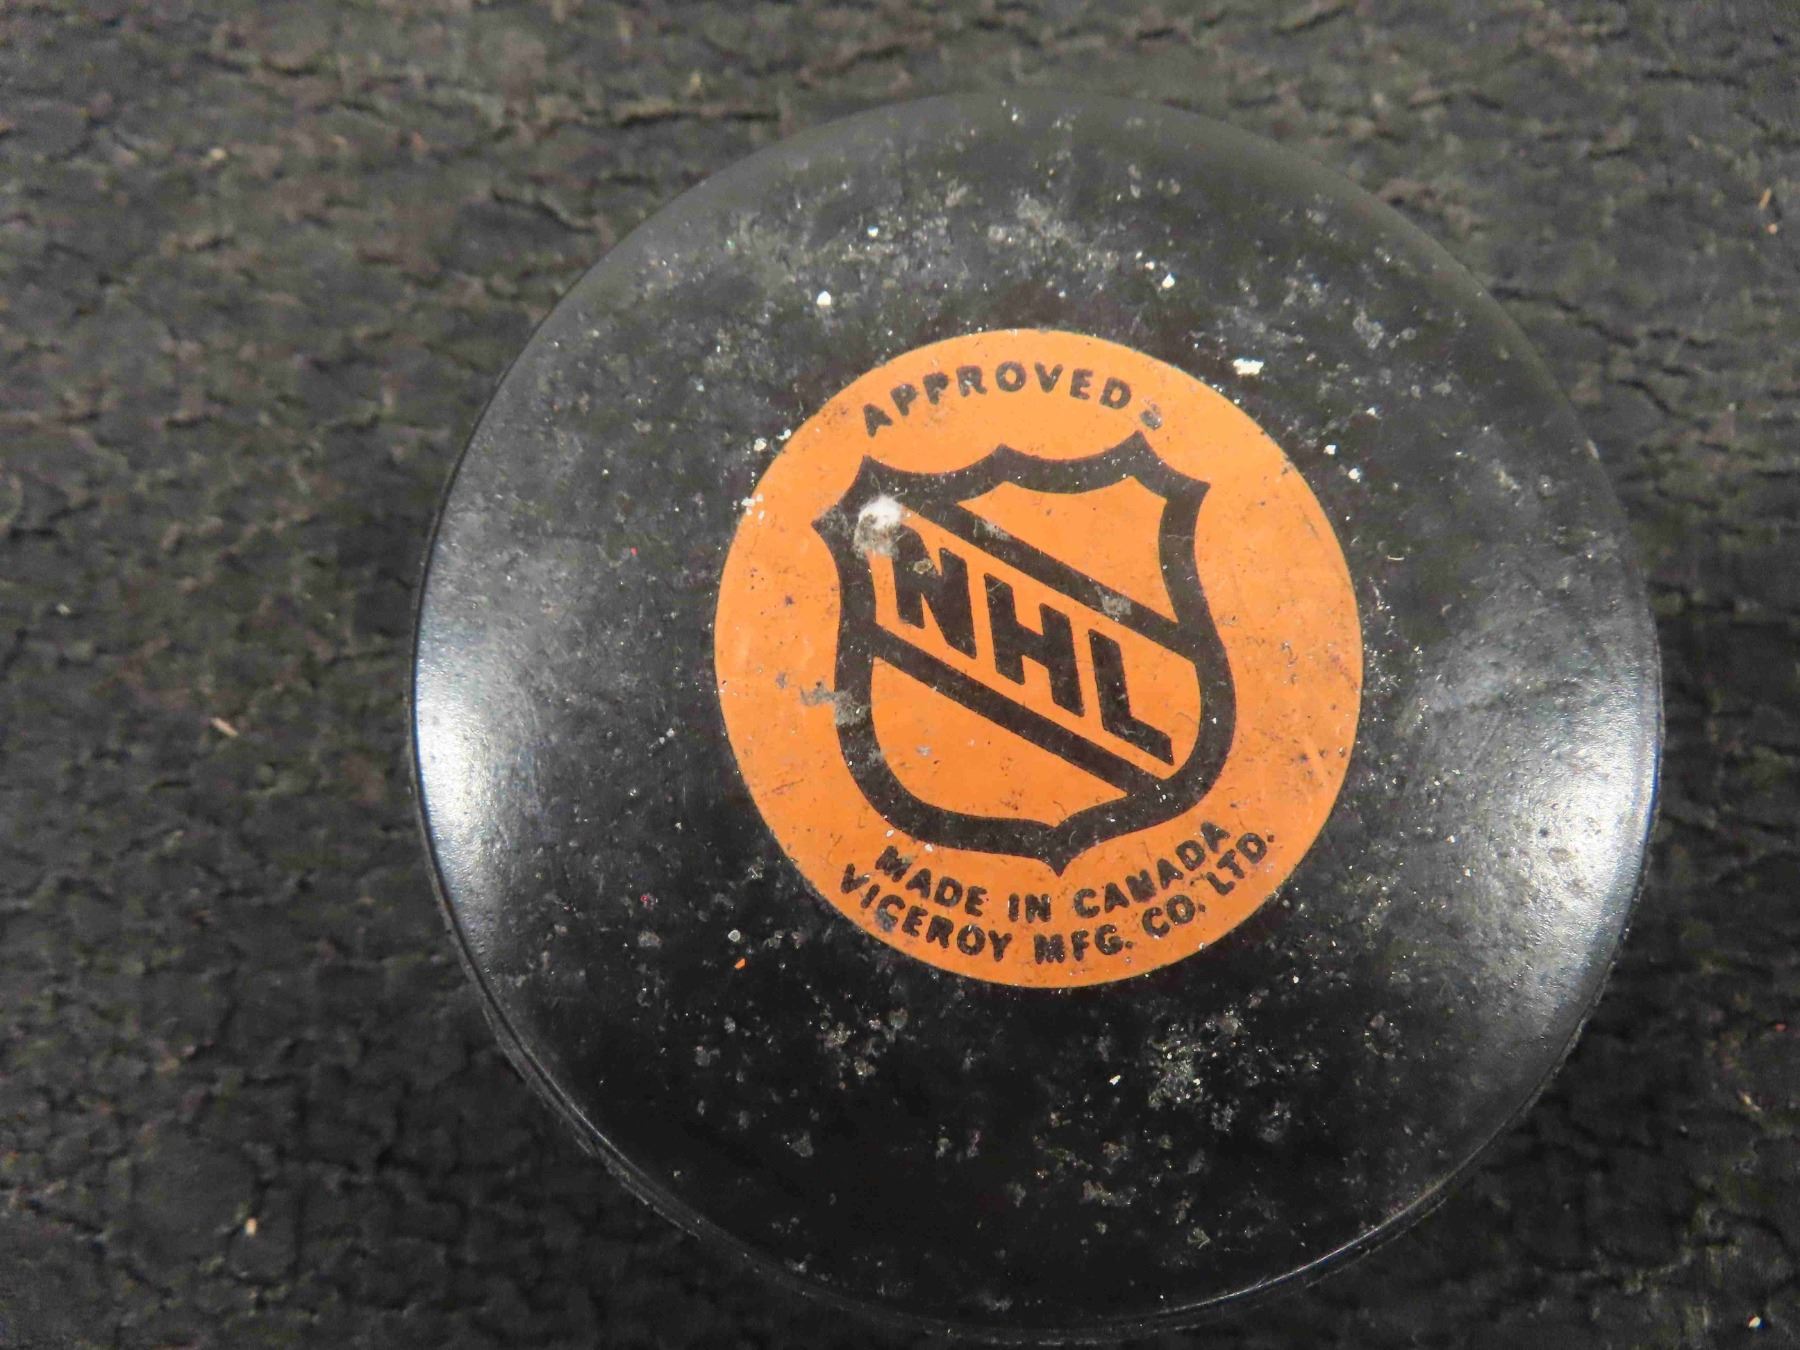 APPROVED
NHL
MADE IN CANADA
VICEROY MFG. CO. LTD.